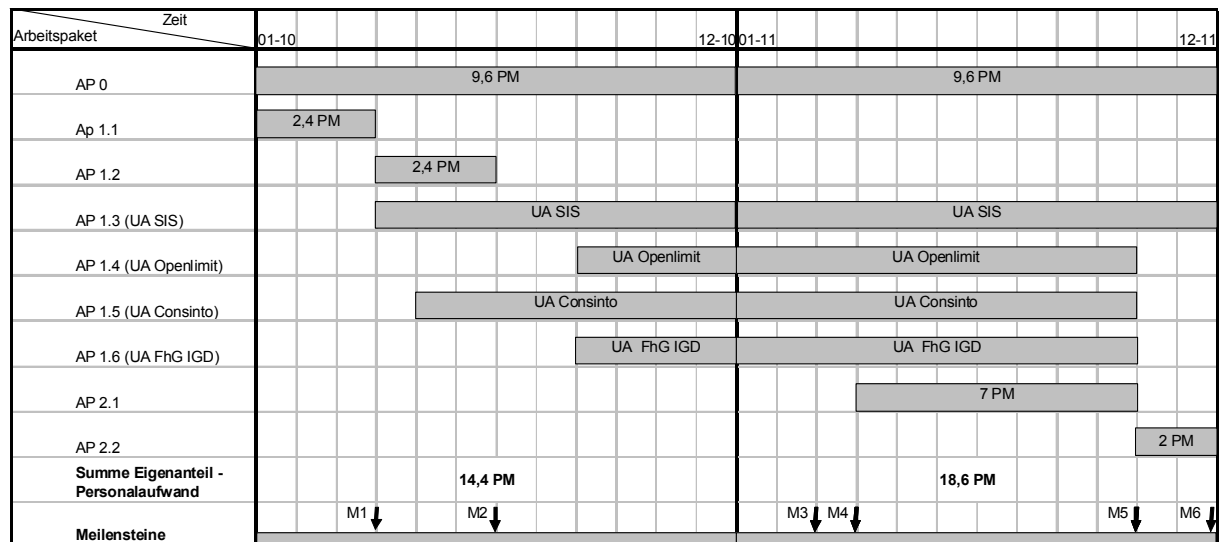 Zeit
Arbeitspaket
01-10 12-10 01-11 12-11
AP 0 9,6 PM 9,6 PM
Ap 1.1 2,4 PM
AP 1.2 2,4 PM
AP 1.3 (UA SIS) UA SIS UA SIS
AP 1.4 (UA Openlimit) UA Openlimit UA Openlimit
AP 1.5 (UA Consinto) UA Consinto UA Consinto
AP 1.6 (UA FhG IGD) UA FhG IGD UA FhG IGD
AP 2.1 7 PM
AP 2.2 2 PM
Summe Eigenanteil -
Personalaufwand 14,4 PM 18,6 PM
M1 M2 M3 M4 M5 M6
Meilensteine